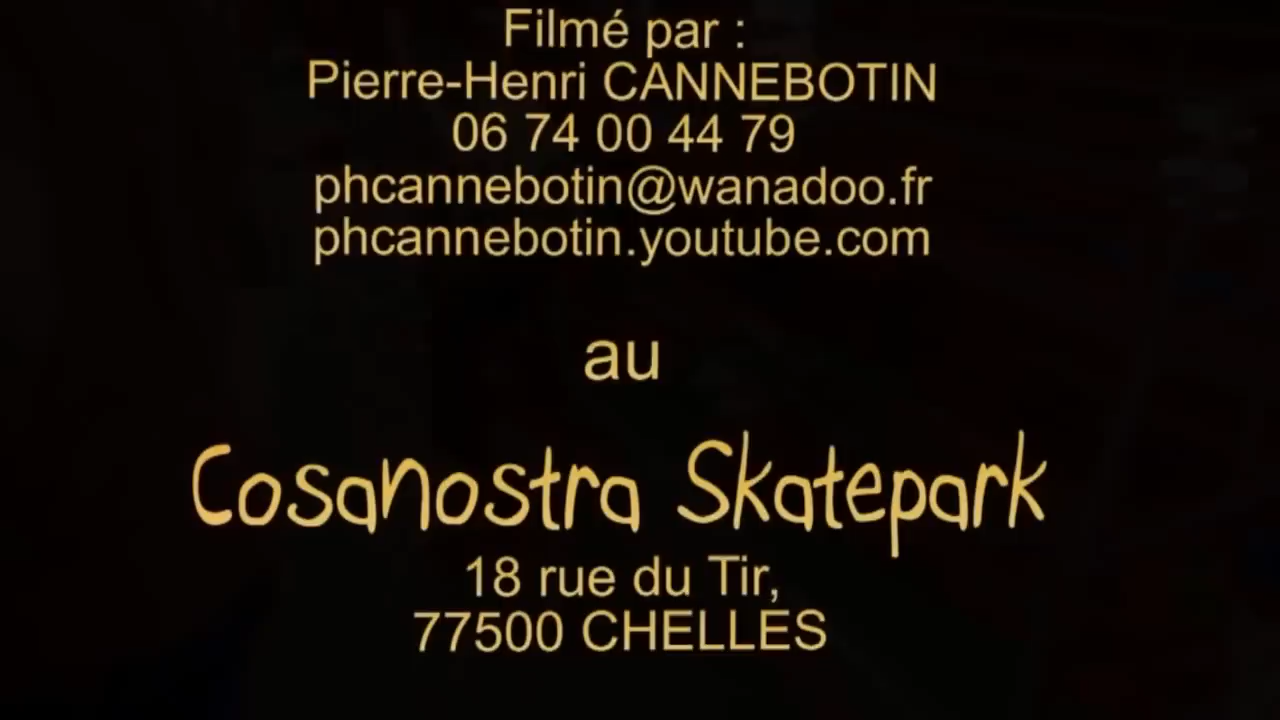 Filmé par :
Pierre-Henri CANNEBOTIN
06 74 00 44 79
phcannebotin@wanadoo.fr
phcannebotin.youtube.com
au
Cosanostra Skatepark
18 rue du Tir,
77500 CHELLES